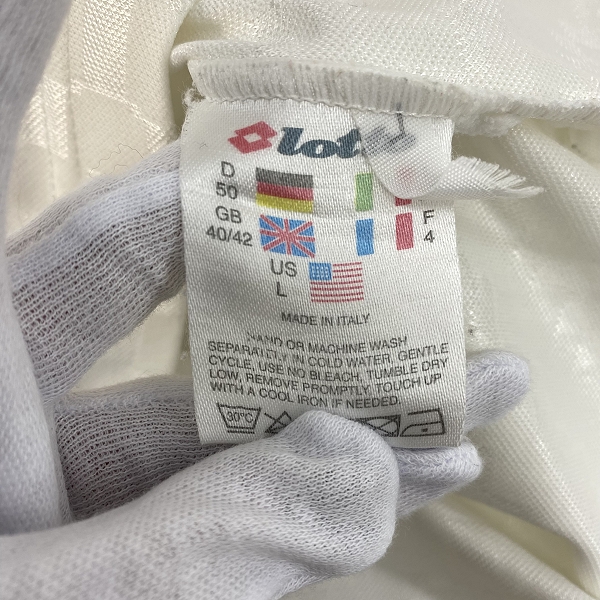 lotto
D
50
GB
40/42
F
4
US
L
MADE IN ITALY
HAND OR MACHINE WASH
SEPARATELY IN COLD WATER, GENTLE
CYCLE, USE NO BLEACH, TUMBLE DRY
LOW, REMOVE PROMPTLY TOUCH UP
WITH A COOL IRON IF NEEDED
30°C